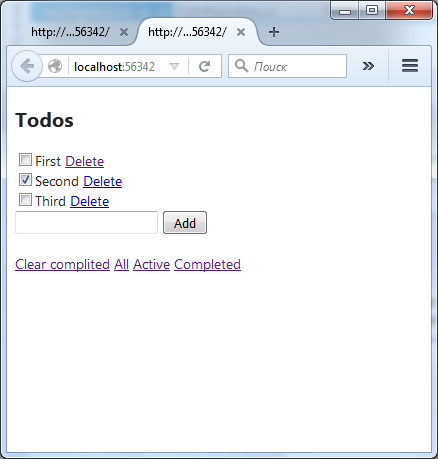 http://...56342/ http://...56342/
localhost:56342 Поиск
Todos
First Delete
Second Delete
Third Delete
Add
Clear complited All Active Completed